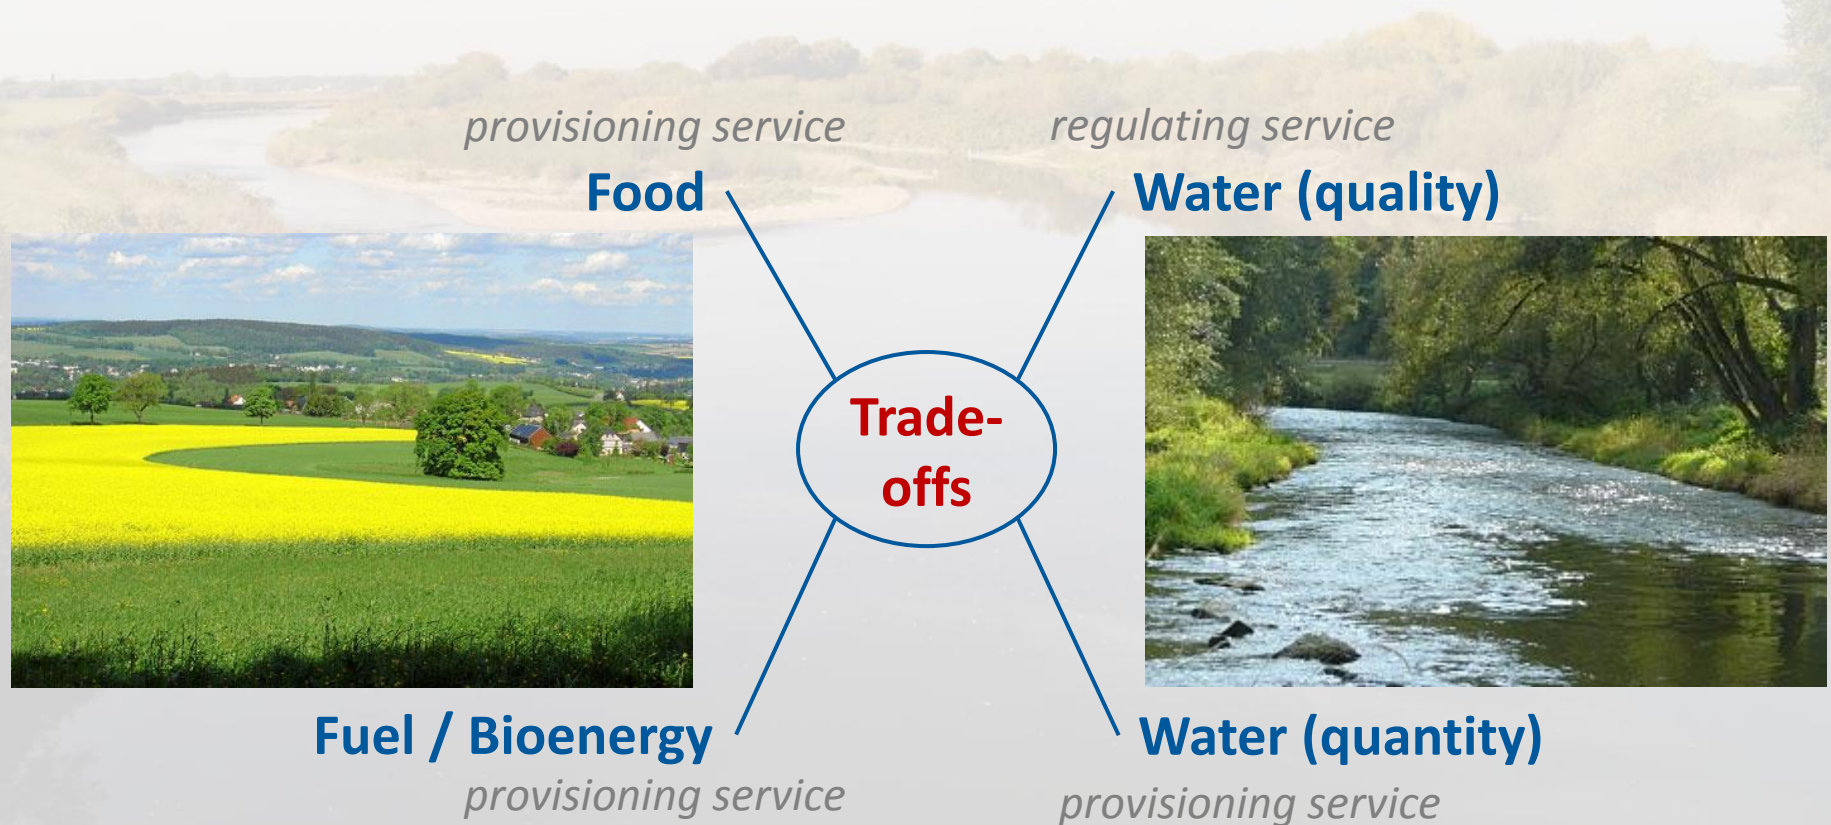 provisioning service
regulating service
Food
Water (quality)
Trade-
offs
Fuel / Bioenergy
Water (quantity)
provisioning service
provisioning service